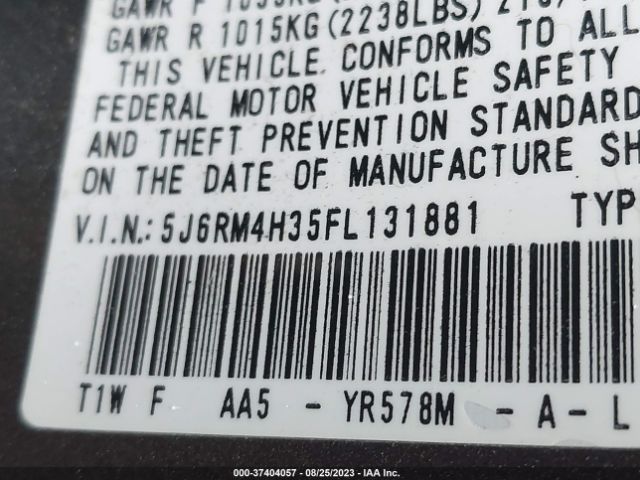 GAWR F
GAWR R 1015KG (2238LBS)
THIS VEHICLE CONFORMS TO ALL
FEDERAL MOTOR VEHICLE SAFETY
AND THEFT PREVENTION STANDARD
ON THE DATE OF MANUFACTURE SH
V.I.N.: 5J6RM4H35FL131881 TYP
T1W F AA5 - YR578M - A - L
000-37404057 - 08/25/2023 - IAA Inc.